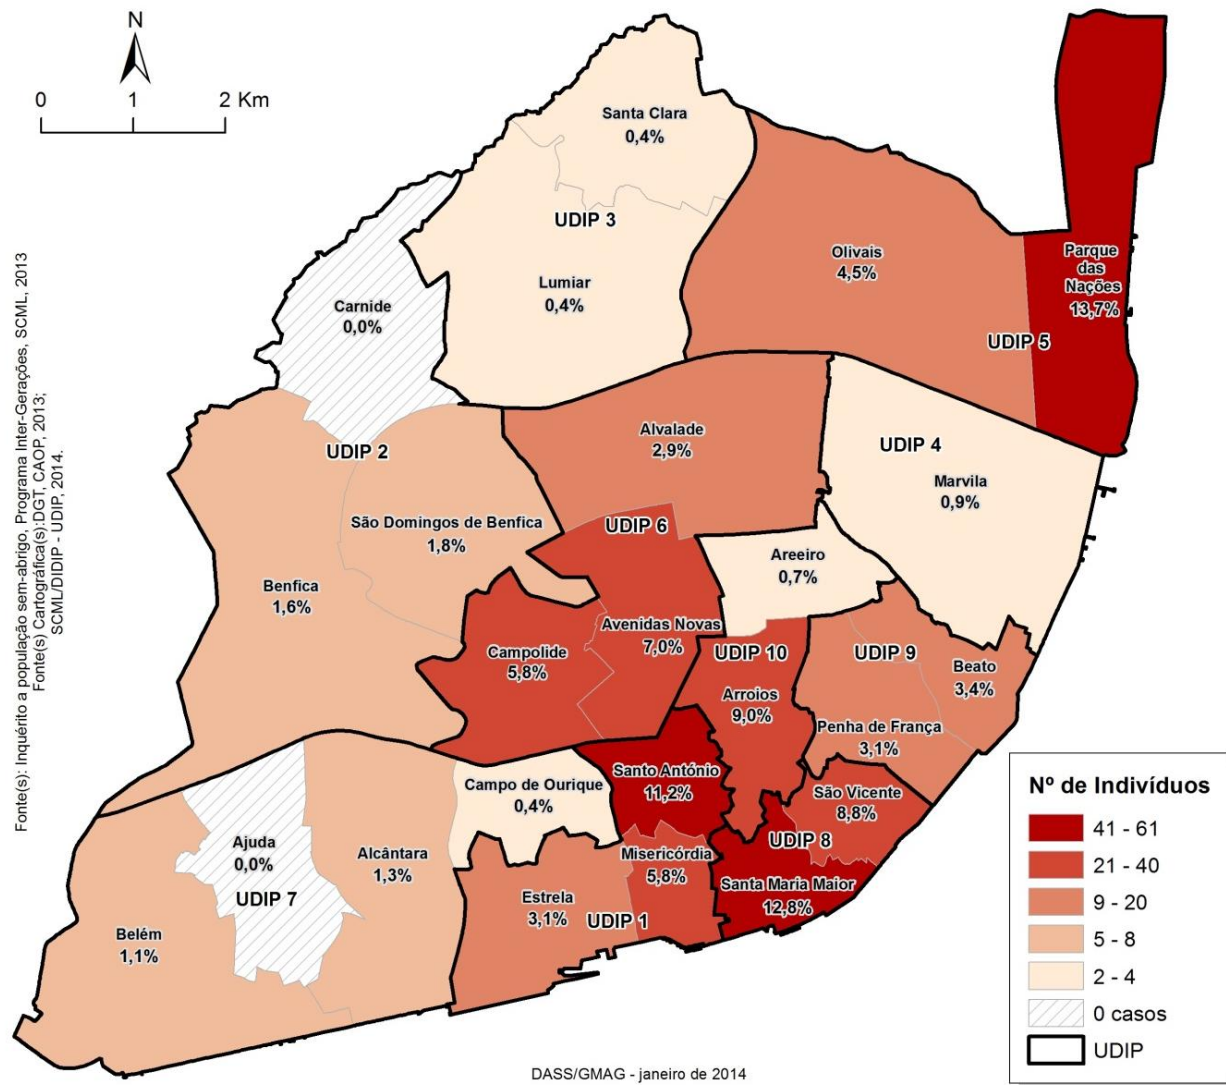 N
0 1 2 Km
Santa Clara
0,4%
UDIP 3
Lumiar
0,4%
Olivais
4,5%
Parque
das
Nações
13,7%
UDIP 5
Carnide
0,0%
UDIP 2
Alvalade
2,9%
UDIP 4
Marvila
0,9%
São Domingos de Benfica
1,8%
UDIP 6
Areeiro
0,7%
Benfica
1,6%
Campolide
5,8%
Avenidas Novas
7,0%
UDIP 10
Arroios
9,0%
UDIP 9
Beato
3,4%
Penha de França
3,1%
Santo António
11,2%
Campo de Ourique
0,4%
São Vicente
8,8%
UDIP 8
Misericórdia
5,8%
Santa Maria Maior
12,8%
Ajuda
0,0%
UDIP 7
Alcântara
1,3%
Estrela
3,1%
UDIP 1
Belém
1,1%
Fonte(s): Inquérito a população sem-abrigo, Programa Inter-Gerações, SCML, 2013
Fonte(s) Cartográfica(s):DGT, CAOP, 2013;
SCML/DIDIP - UDIP, 2014.
Nº de Indivíduos
41 - 61
21 - 40
9 - 20
5 - 8
2 - 4
0 casos
UDIP
DASS/GMAG - janeiro de 2014